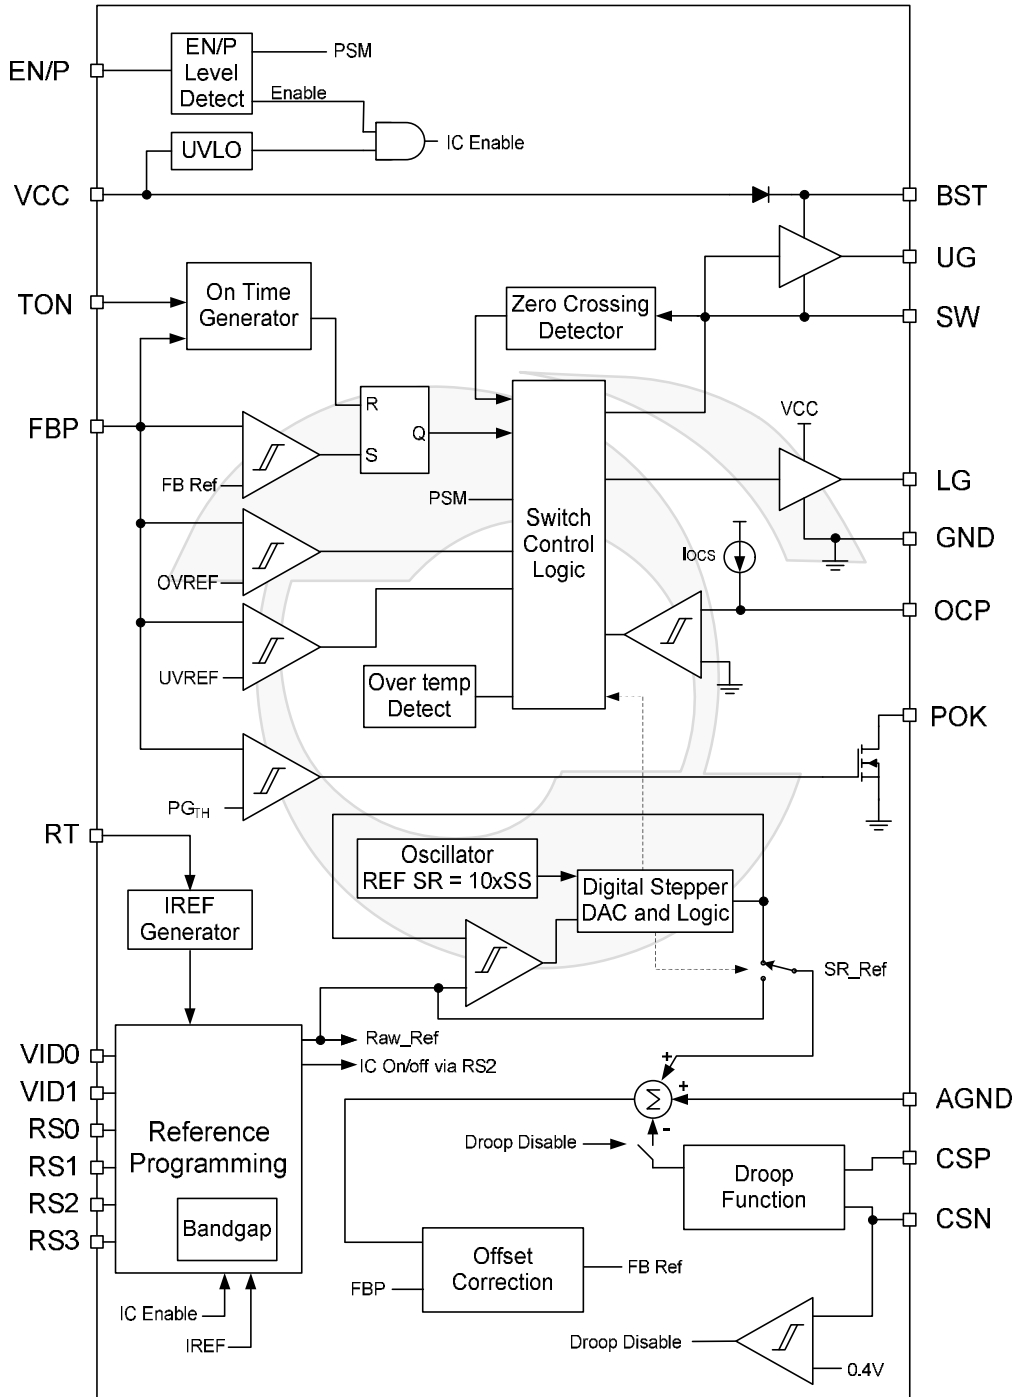 EN/P
EN/P
Level
Detect
PSM
Enable
UVLO
IC Enable
VCC
BST
UG
TON
On Time
Generator
Zero Crossing
Detector
SW
R
Q
S
VCC
FBP
FB Ref
PSM
LG
Switch
Control
Logic
GND
IOCS
OVREF
OCP
UVREF
Over temp
Detect
POK
PGTH
RT
Oscillator
REF SR = 10xSS
Digital Stepper
DAC and Logic
IREF
Generator
SR_Ref
Raw_Ref
IC On/off via RS2
VID0
VID1
RS0
RS1
RS2
RS3
Reference
Programming
Bandgap
+
+
Σ
-
AGND
Droop Disable
Droop
Function
CSP
CSN
Offset
Correction
FB Ref
FBP
IC Enable
IREF
Droop Disable
0.4V